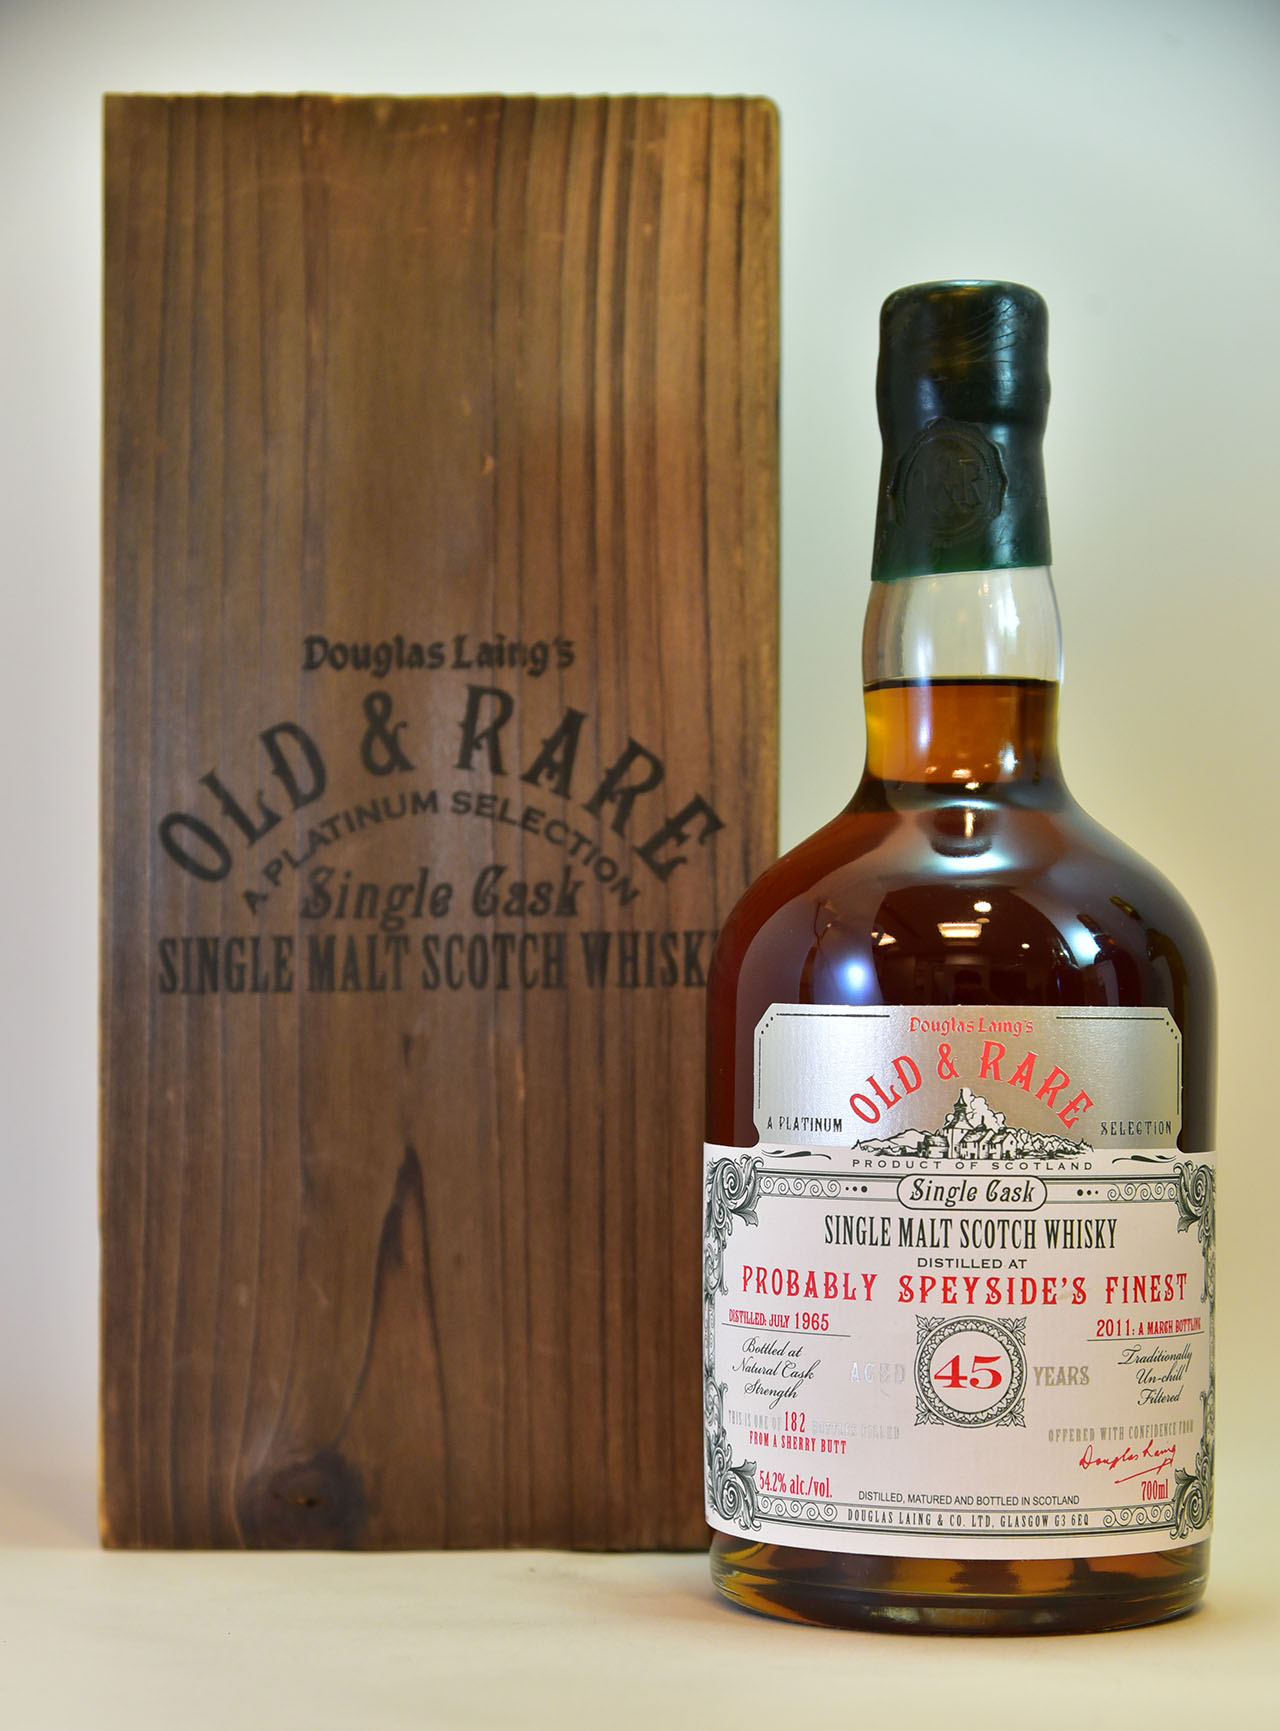 Douglas Laing's
OLD & RARE
A PLATINUM SELECTION
Single Cask
SINGLE MALT SCOTCH WHISKY
Douglas Laing's
OLD & RARE
A PLATINUM SELECTION
PRODUCT OF SCOTLAND
Single Cask
SINGLE MALT SCOTCH WHISKY
DISTILLED AT
PROBABLY SPEYSIDE'S FINEST
DISTILLED: JULY 1965
2011: A MARCH BOTTLING
Bottled at
Natural Cask
Strength
AGED 45 YEARS
Traditionally
Un-chill
Filtered
THIS IS ONE OF 182 BOTTLES FILLED
FROM A SHERRY BUTT
OFFERED WITH CONFIDENCE FROM
Douglas Laing
54.2% alc./vol.
700ml
DISTILLED, MATURED AND BOTTLED IN SCOTLAND
DOUGLAS LAING & CO. LTD, GLASGOW G3 6EQ